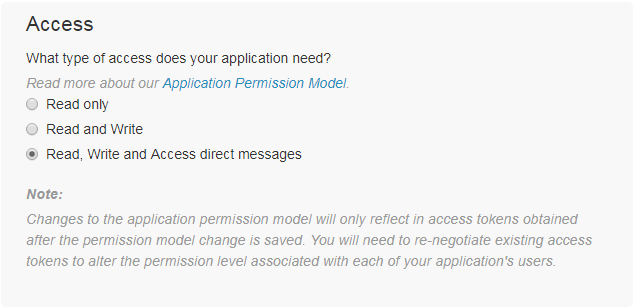 Access
What type of access does your application need?
Read more about our Application Permission Model.
Read only
Read and Write
Read, Write and Access direct messages
Note:
Changes to the application permission model will only reflect in access tokens obtained
after the permission model change is saved. You will need to re-negotiate existing access
tokens to alter the permission level associated with each of your application's users.